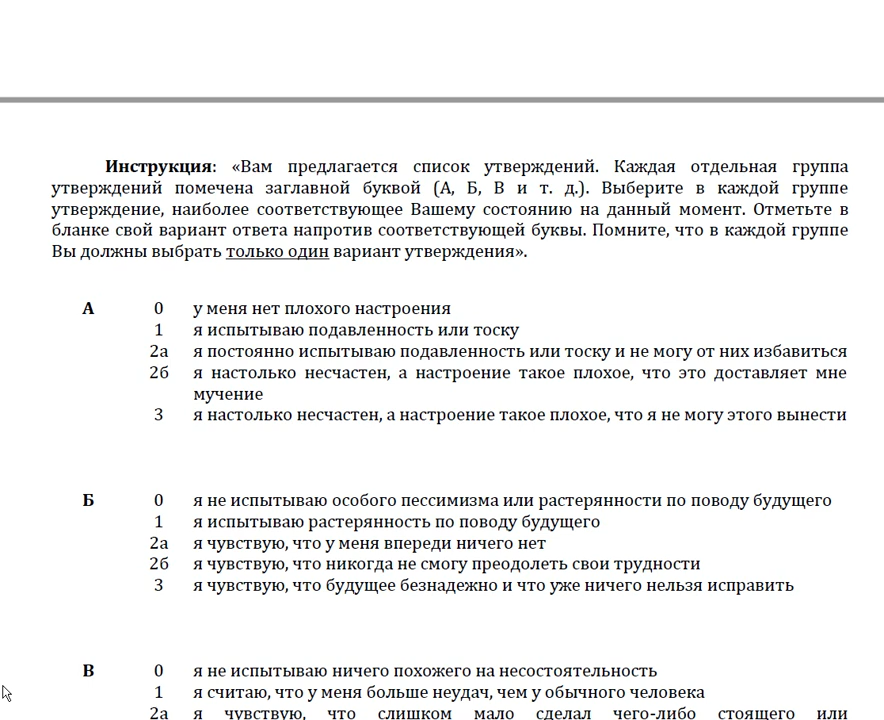 Инструкция: «Вам предлагается список утверждений. Каждая отдельная группа
утверждений помечена заглавной буквой (А, Б, В и т. д.). Выберите в каждой группе
утверждение, наиболее соответствующее Вашему состоянию на данный момент. Отметьте в
бланке свой вариант ответа напротив соответствующей буквы. Помните, что в каждой группе
Вы должны выбрать только один вариант утверждения».
А 0 у меня нет плохого настроения
1 я испытываю подавленность или тоску
2а я постоянно испытываю подавленность или тоску и не могу от них избавиться
2б я настолько несчастен, а настроение такое плохое, что это доставляет мне
мучение
3 я настолько несчастен, а настроение такое плохое, что я не могу этого вынести
Б 0 я не испытываю особого пессимизма или растерянности по поводу будущего
1 я испытываю растерянность по поводу будущего
2а я чувствую, что у меня впереди ничего нет
2б я чувствую, что никогда не смогу преодолеть свои трудности
3 я чувствую, что будущее безнадежно и что уже ничего нельзя исправить
В 0 я не испытываю ничего похожего на несостоятельность
1 я считаю, что у меня больше неудач, чем у обычного человека
2а я чувствую, что слишком мало сделал чего-либо стоящего или